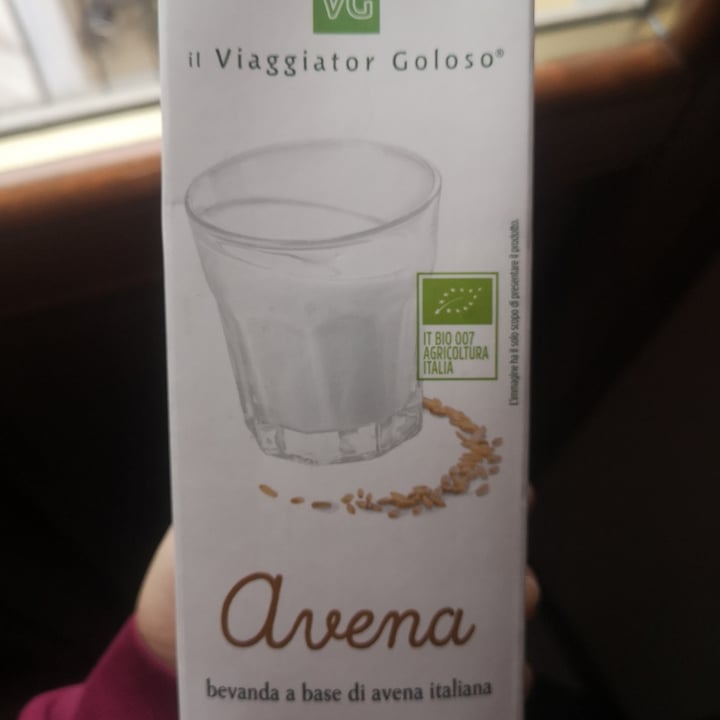 VG
il Viaggiator Goloso®
IT BIO 007
AGRICOLTURA
ITALIA
L'immagine ha il solo scopo di presentare il prodotto.
Avena
bevanda a base di avena italiana